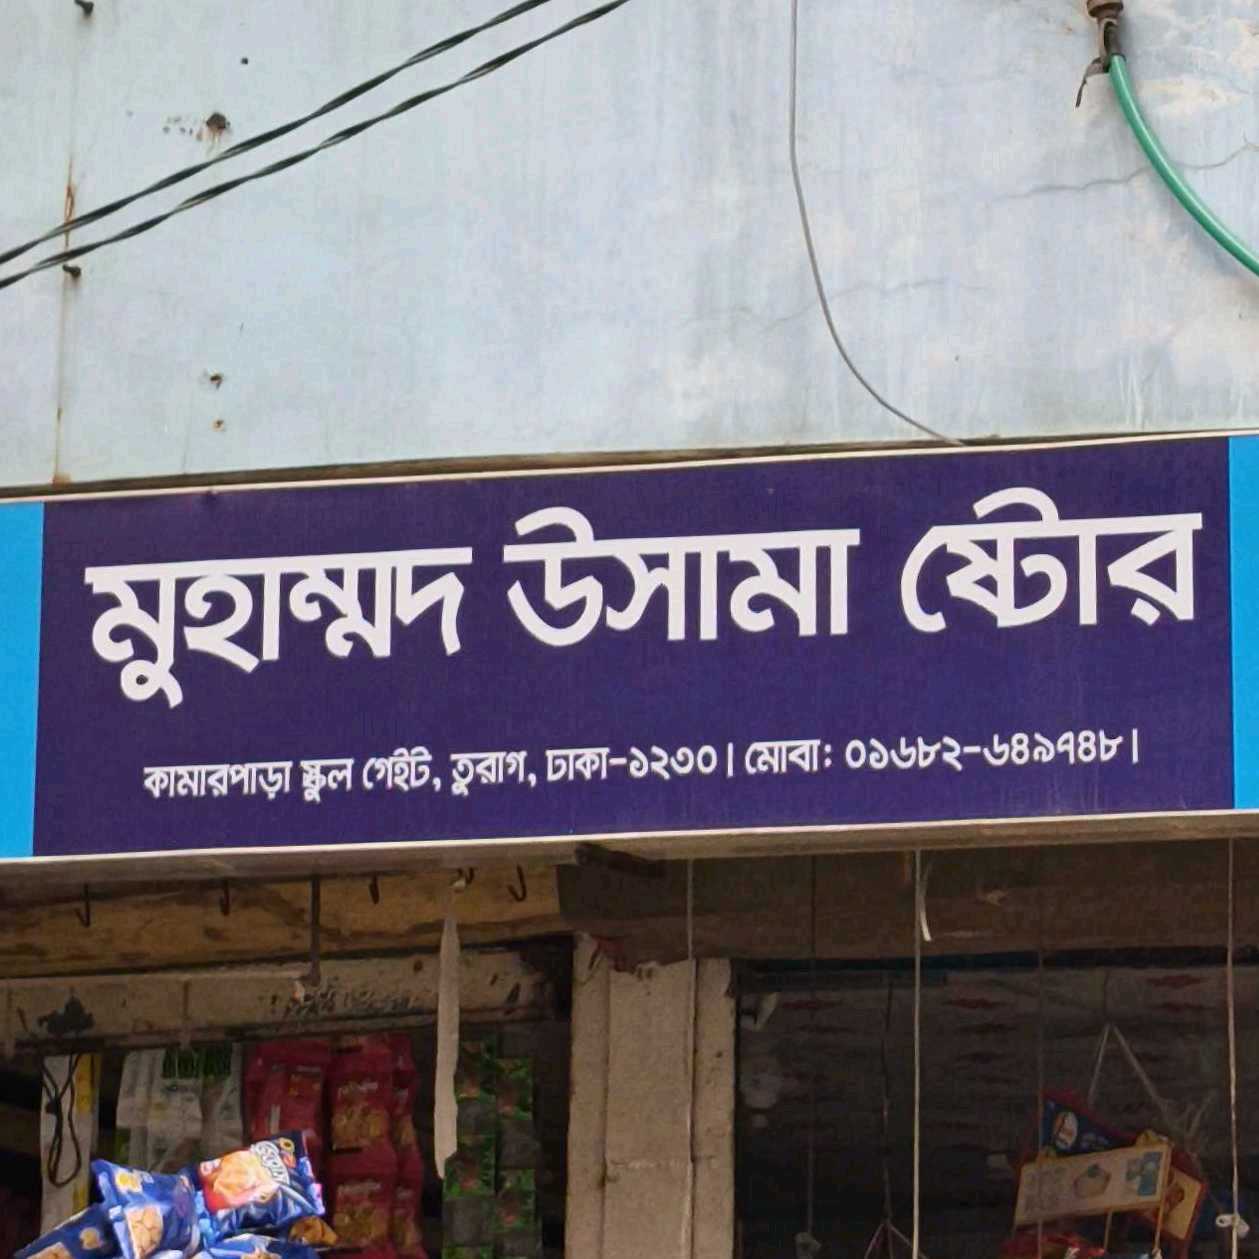 মুহাম্মদ উসামা ষ্টোর
কামারপাড়া স্কুল গেইট, তুরাগ, ঢাকা-১২৩০। মোবা: ০১৬৮২-৬৪৯৭৪৮।